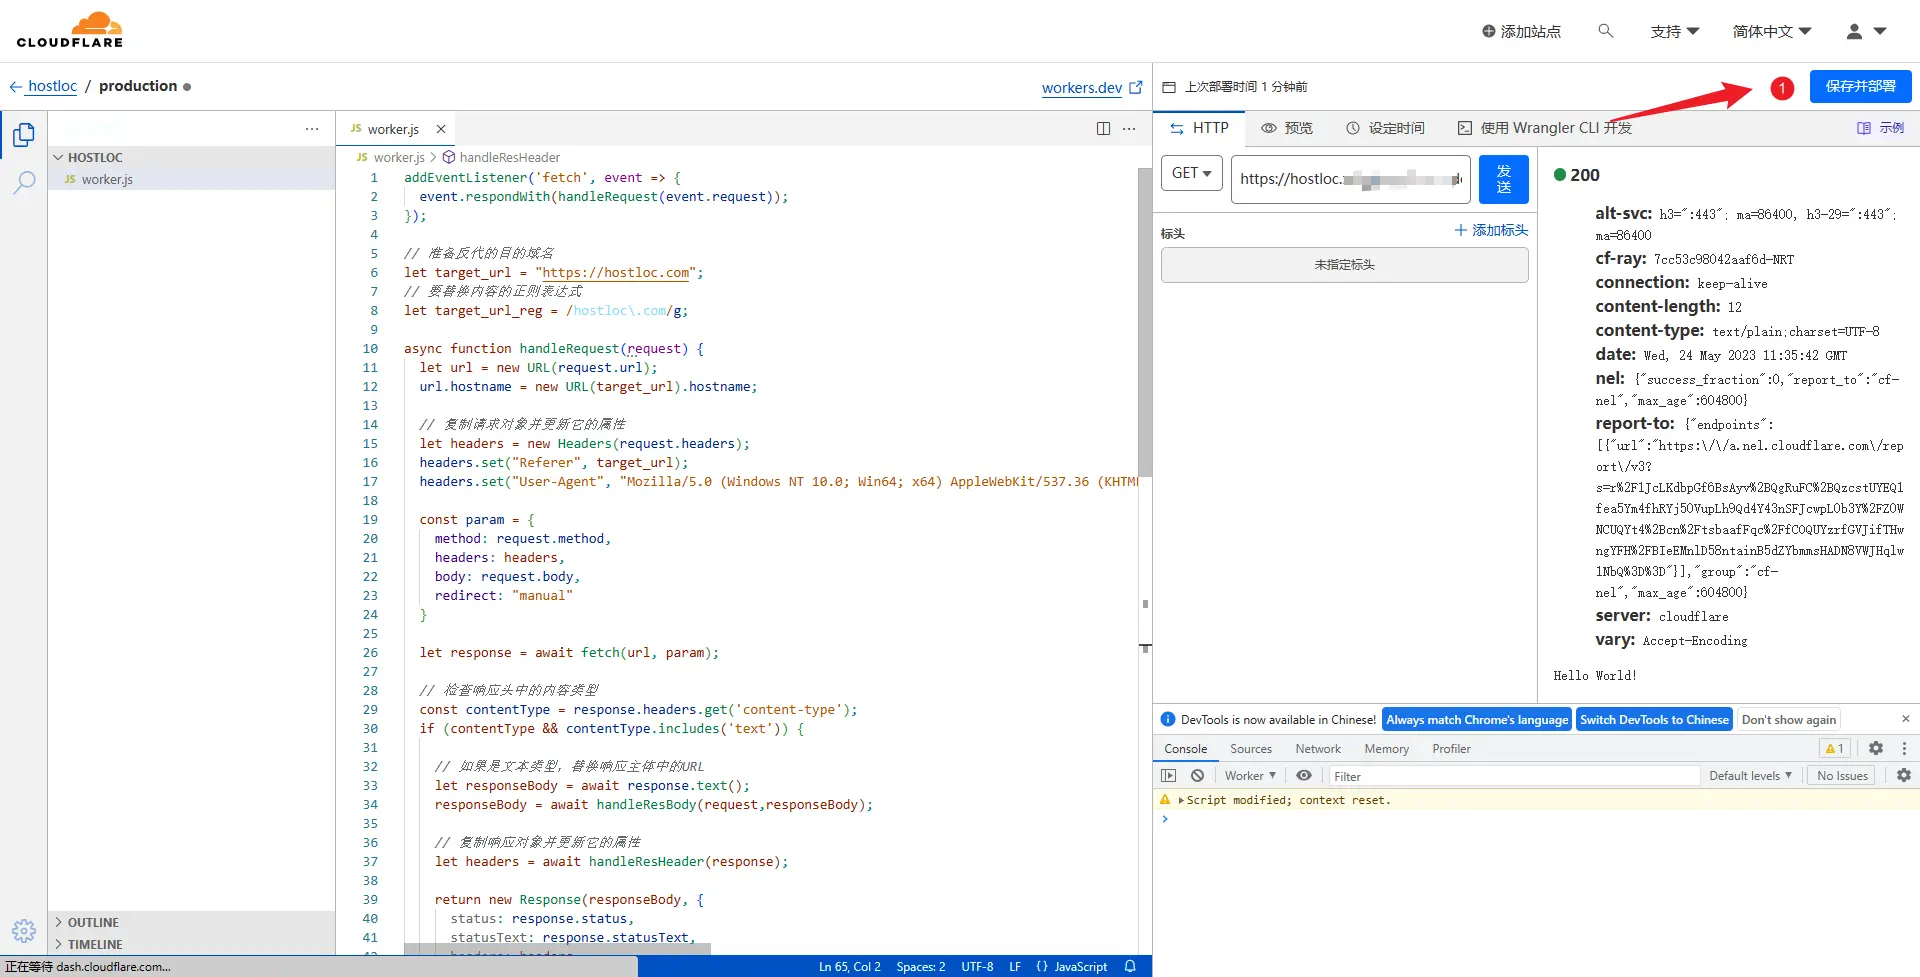 CLOUDFLARE
添加站点
支持
简体中文
hostloc / production
workers.dev
上次部署时间 1 分钟前
1
保存并部署
JS worker.js
HTTP
预览
设定时间
使用 Wrangler CLI 开发
示例
HOSTLOC
JS worker.js
JS worker.js > handleResHeader
1 addEventListener('fetch', event => {
2 event.respondWith(handleRequest(event.request));
3 });
4
5 // 准备反代的目的域名
6 let target_url = "https://hostloc.com";
7 // 要替换内容的正则表达式
8 let target_url_reg = /hostloc\.com/g;
9
10 async function handleRequest(request) {
11 let url = new URL(request.url);
12 url.hostname = new URL(target_url).hostname;
13
14 // 复制请求对象并更新它的属性
15 let headers = new Headers(request.headers);
16 headers.set("Referer", target_url);
17 headers.set("User-Agent", "Mozilla/5.0 (Windows NT 10.0; Win64; x64) AppleWebKit/537.36 (KHTM
18
19 const param = {
20 method: request.method,
21 headers: headers,
22 body: request.body,
23 redirect: "manual"
24 }
25
26 let response = await fetch(url, param);
27
28 // 检查响应头中的内容类型
29 const contentType = response.headers.get('content-type');
30 if (contentType && contentType.includes('text')) {
31
32 // 如果是文本类型，替换响应主体中的URL
33 let responseBody = await response.text();
34 responseBody = await handleResBody(request,responseBody);
35
36 // 复制响应对象并更新它的属性
37 let headers = await handleResHeader(response);
38
39 return new Response(responseBody, {
40 status: response.status,
41 statusText: response.statusText,
OUTLINE
TIMELINE
正在等待 dash.cloudflare.com...
Ln 65, Col 2
Spaces: 2
UTF-8
LF
{ } JavaScript
GET
https://hostloc.
发送
标头
添加标头
未指定标头
200
alt-svc: h3=":443"; ma=86400, h3-29=":443";
ma=86400
cf-ray: 7cc53c98042aaf6d-NRT
connection: keep-alive
content-length: 12
content-type: text/plain;charset=UTF-8
date: Wed, 24 May 2023 11:35:42 GMT
nel: {"success_fraction":0,"report_to":"cf-
nel","max_age":604800}
report-to: {"endpoints":
[{"url":"https:\/\/a.nel.cloudflare.com\/rep
ort\/v3?
server: cloudflare
vary: Accept-Encoding
nel","max_age":604800}
Hello World!
DevTools is now available in Chinese!
Always match Chrome's language
Switch DevTools to Chinese
Don't show again
Console
Sources
Network
Memory
Profiler
1
Worker
Filter
Default levels
No Issues
Script modified; context reset.